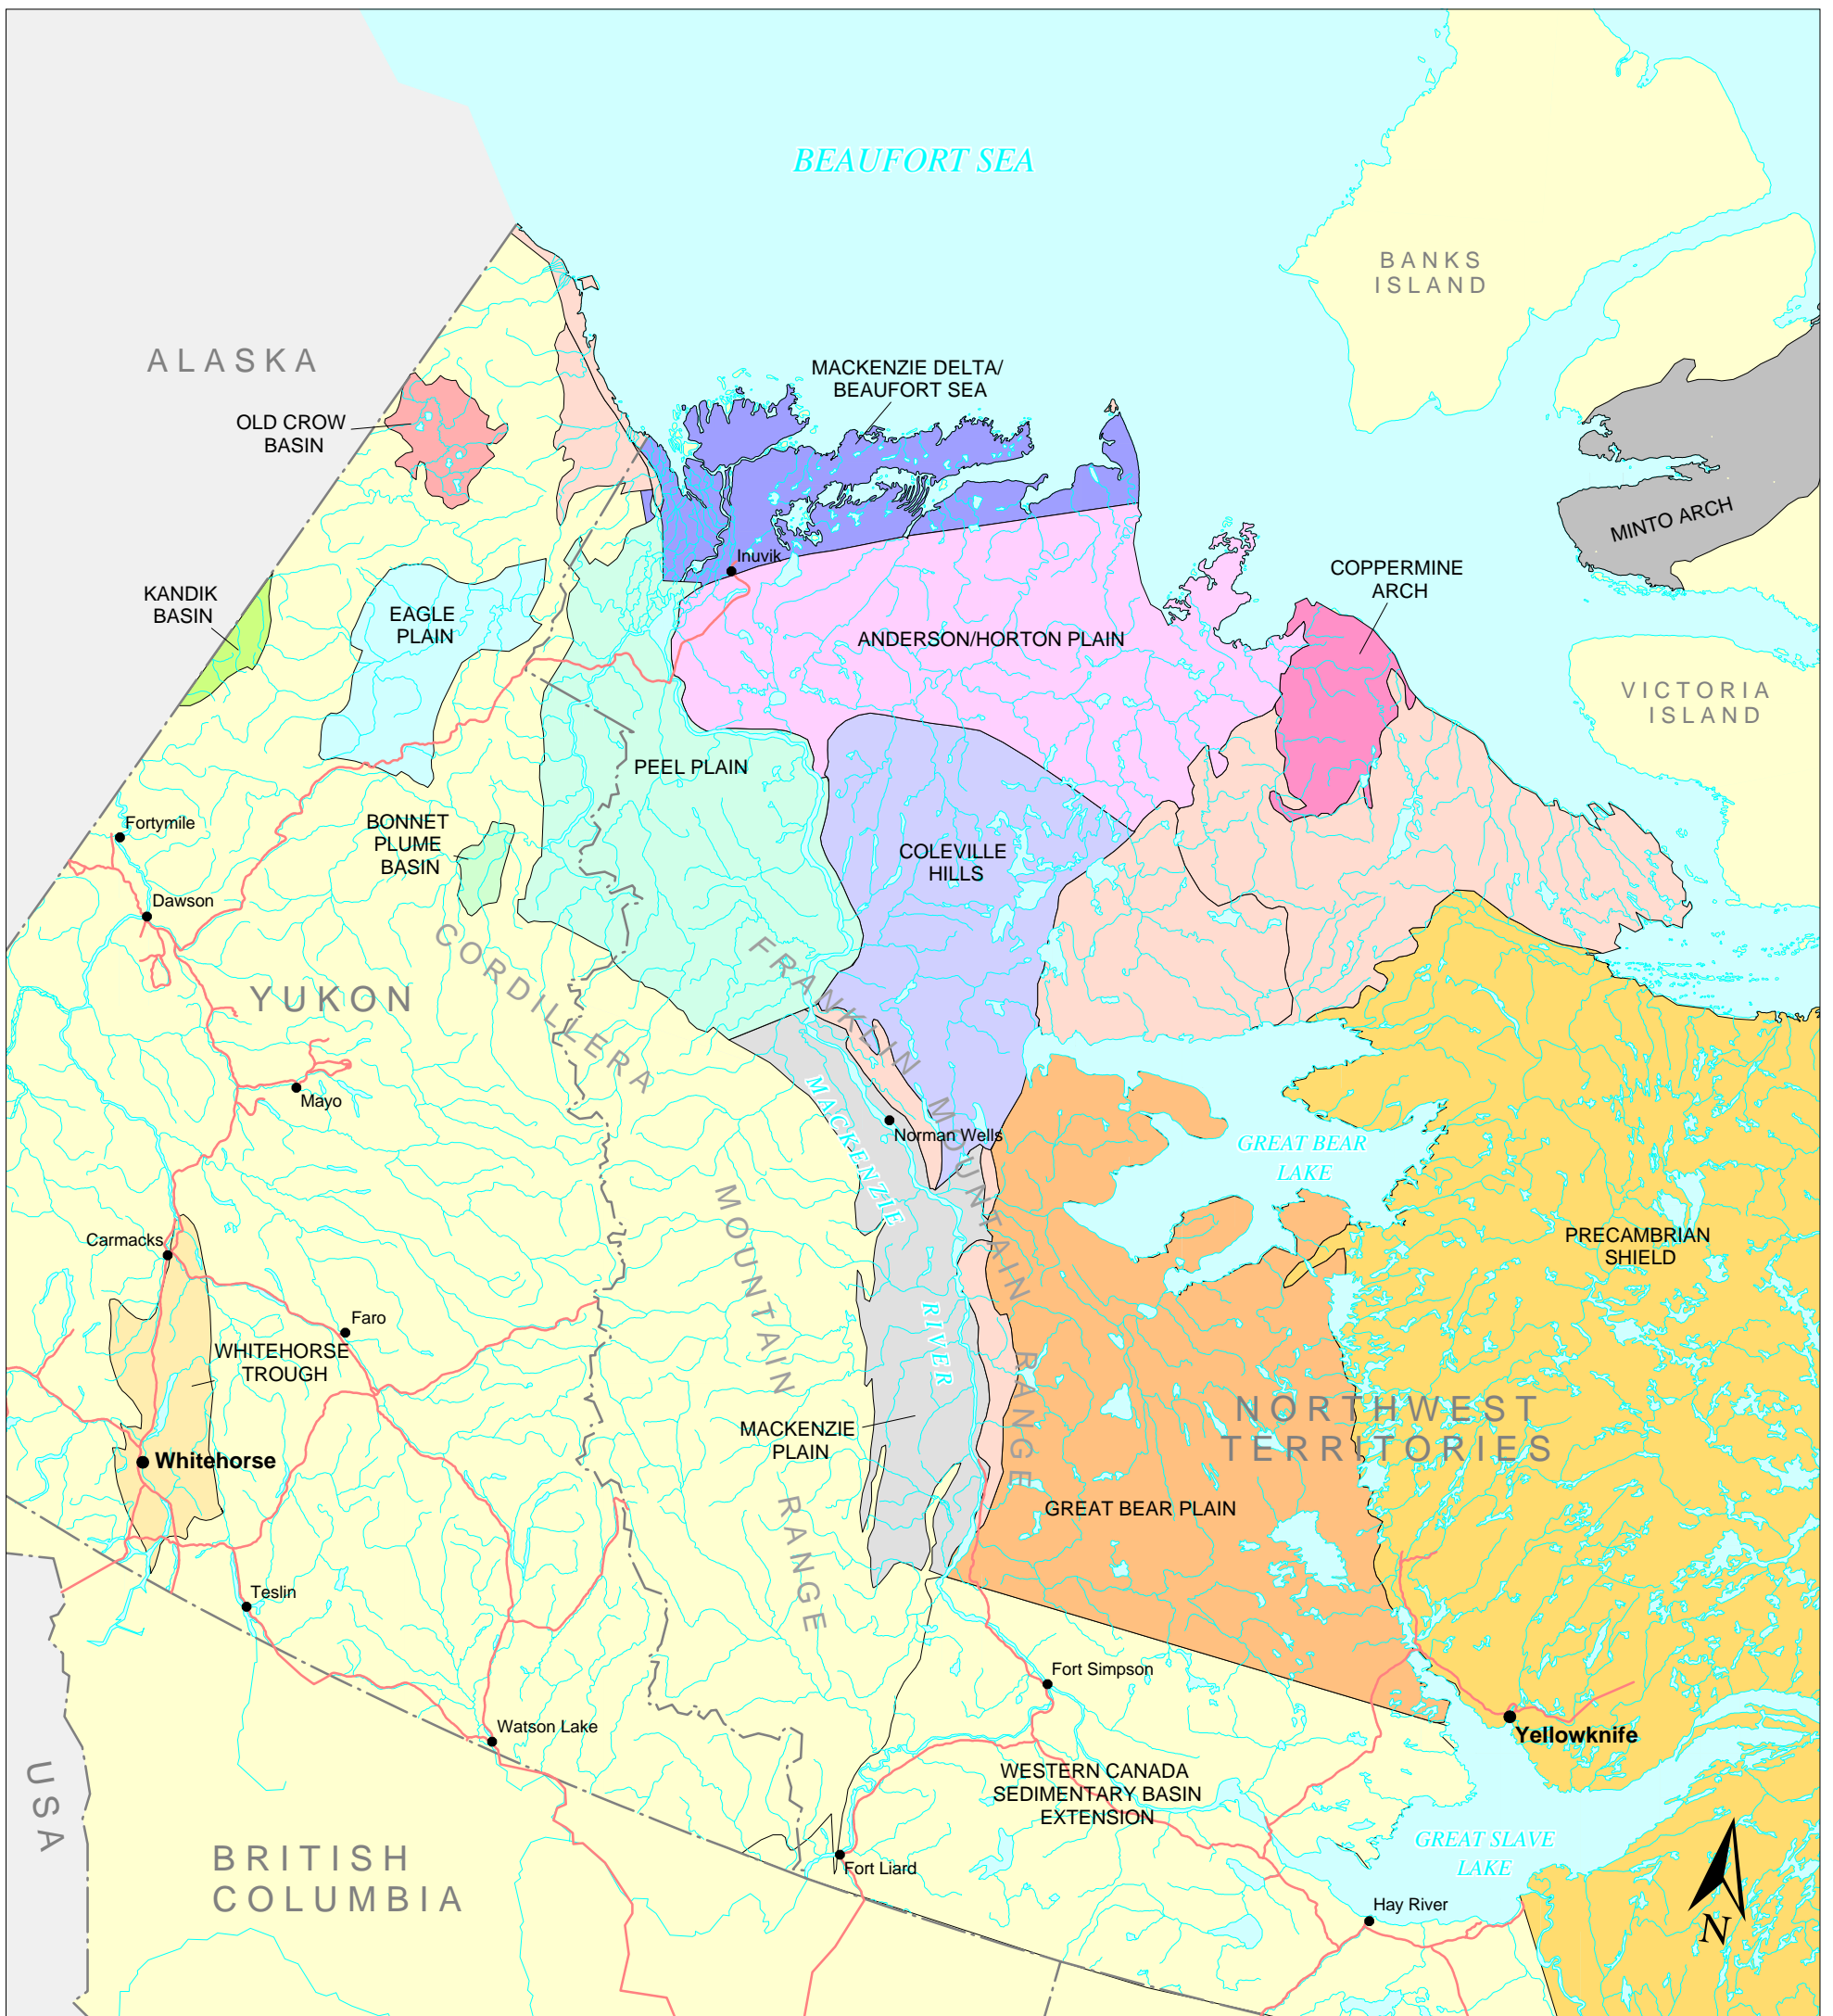 BEAUFORT SEA
BANKS
ISLAND
ALASKA
MACKENZIE DELTA/
BEAUFORT SEA
OLD CROW
BASIN
MINTO ARCH
Inuvik
COPPERMINE
ARCH
KANDIK
BASIN
EAGLE
PLAIN
ANDERSON/HORTON PLAIN
VICTORIA
ISLAND
PEEL PLAIN
Fortymile
BONNET
PLUME
BASIN
COLEVILLE
HILLS
Dawson
CORDILLERA
FRANKLIN MOUNTAIN RANGE
YUKON
Mayo
MACKENZIE RIVER
Norman Wells
GREAT BEAR
LAKE
MOUNTAIN RANGE
Carmacks
PRECAMBRIAN
SHIELD
Faro
WHITEHORSE
TROUGH
NORTHWEST
TERRITORIES
MACKENZIE
PLAIN
Whitehorse
GREAT BEAR PLAIN
Teslin
Fort Simpson
Watson Lake
Yellowknife
WESTERN CANADA
SEDIMENTARY BASIN
EXTENSION
USA
GREAT SLAVE
LAKE
BRITISH
COLUMBIA
Fort Liard
Hay River
N